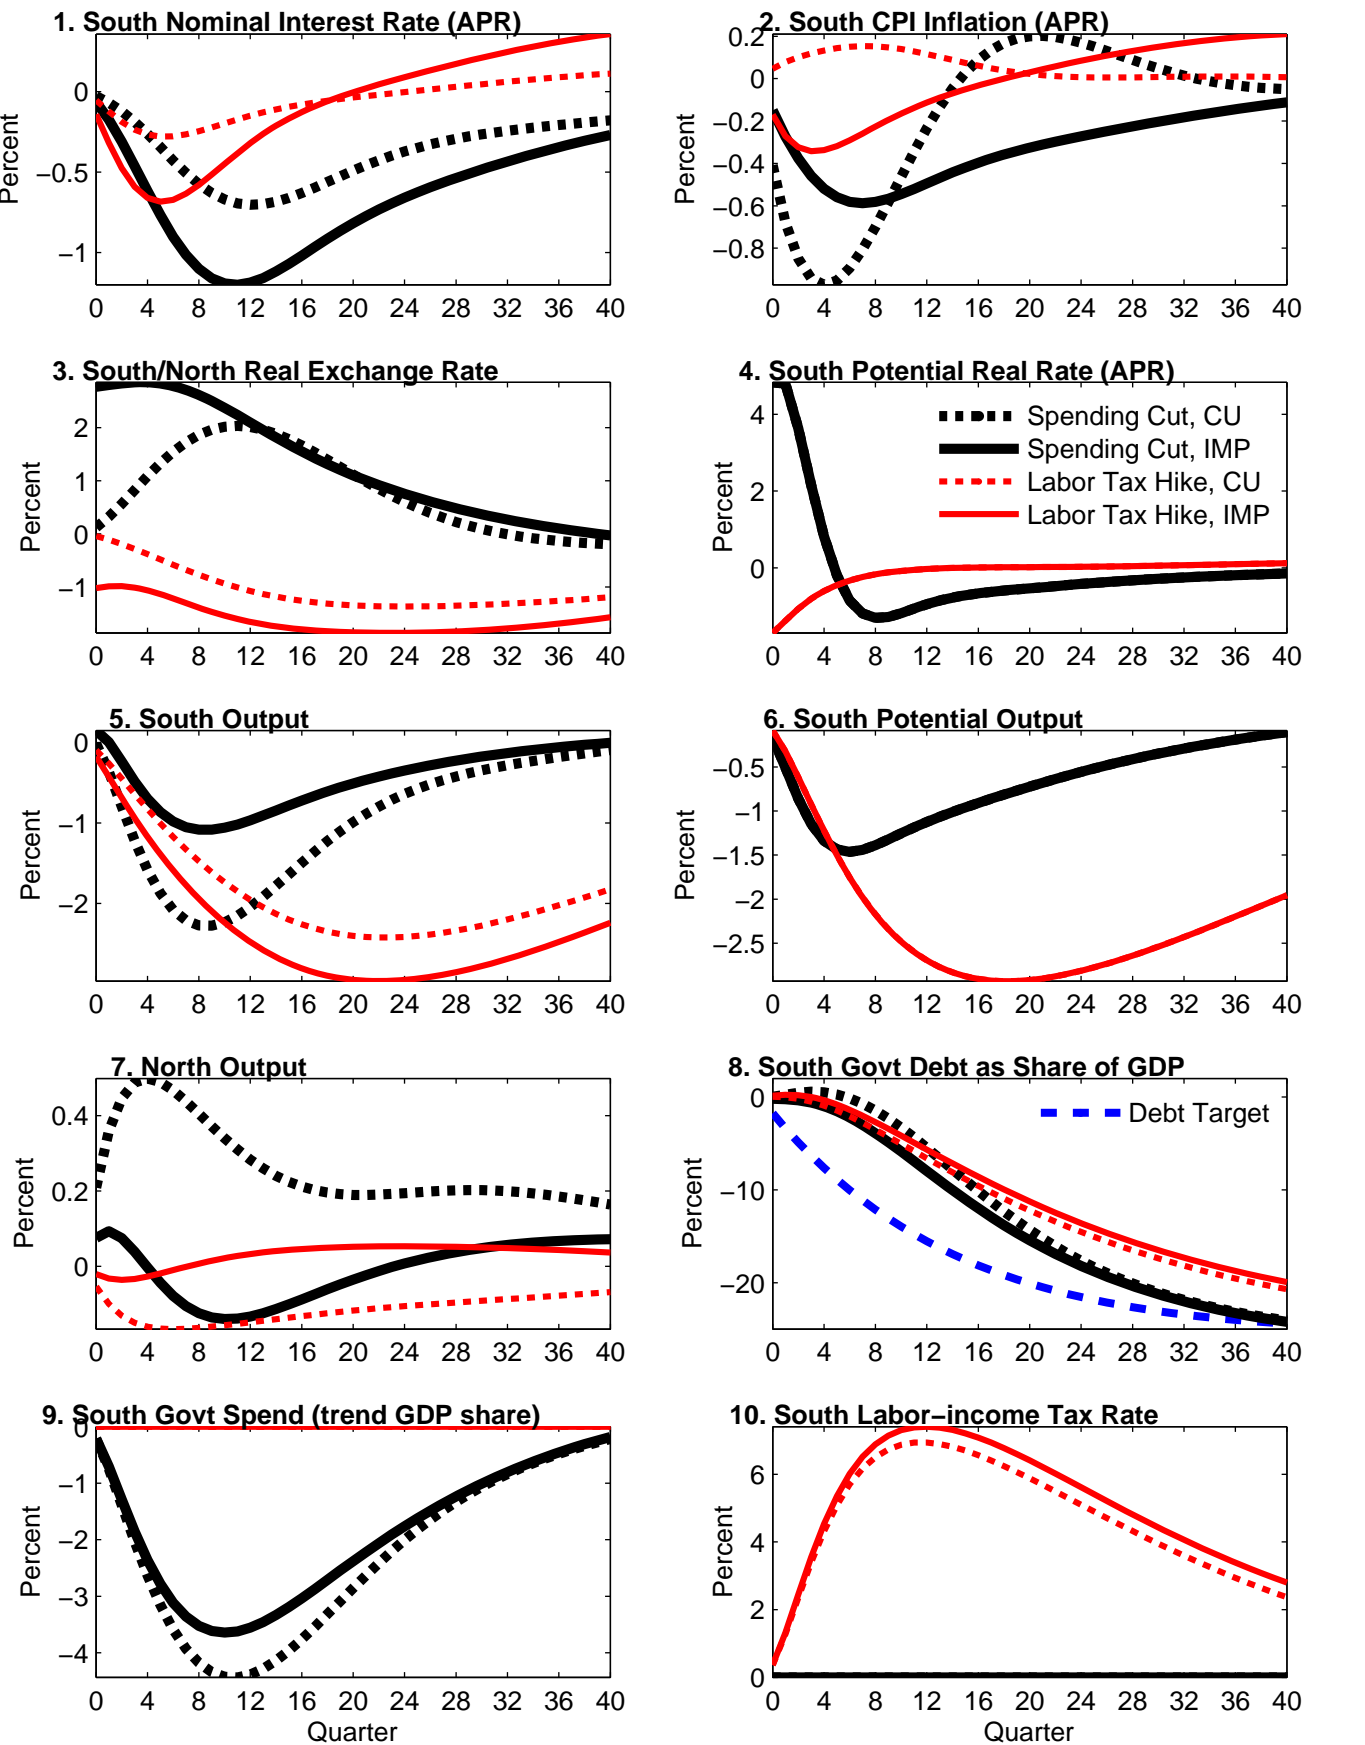 1. South Nominal Interest Rate (APR)
0
−0.5
−1
Percent
0 4 8 12 16 20 24 28 32 36 40
2. South CPI Inflation (APR)
0.2
0
−0.2
−0.4
−0.6
−0.8
Percent
0 4 8 12 16 20 24 28 32 36 40
3. South/North Real Exchange Rate
2
1
0
−1
Percent
0 4 8 12 16 20 24 28 32 36 40
4. South Potential Real Rate (APR)
4
2
0
Percent
Spending Cut, CU
Spending Cut, IMP
Labor Tax Hike, CU
Labor Tax Hike, IMP
0 4 8 12 16 20 24 28 32 36 40
5. South Output
0
−1
−2
Percent
0 4 8 12 16 20 24 28 32 36 40
6. South Potential Output
−0.5
−1
−1.5
−2
−2.5
Percent
0 4 8 12 16 20 24 28 32 36 40
7. North Output
0.4
0.2
0
Percent
0 4 8 12 16 20 24 28 32 36 40
8. South Govt Debt as Share of GDP
0
−10
−20
Percent
Debt Target
0 4 8 12 16 20 24 28 32 36 40
9. South Govt Spend (trend GDP share)
0
−1
−2
−3
−4
Percent
0 4 8 12 16 20 24 28 32 36 40
Quarter
10. South Labor−income Tax Rate
6
4
2
0
Percent
0 4 8 12 16 20 24 28 32 36 40
Quarter